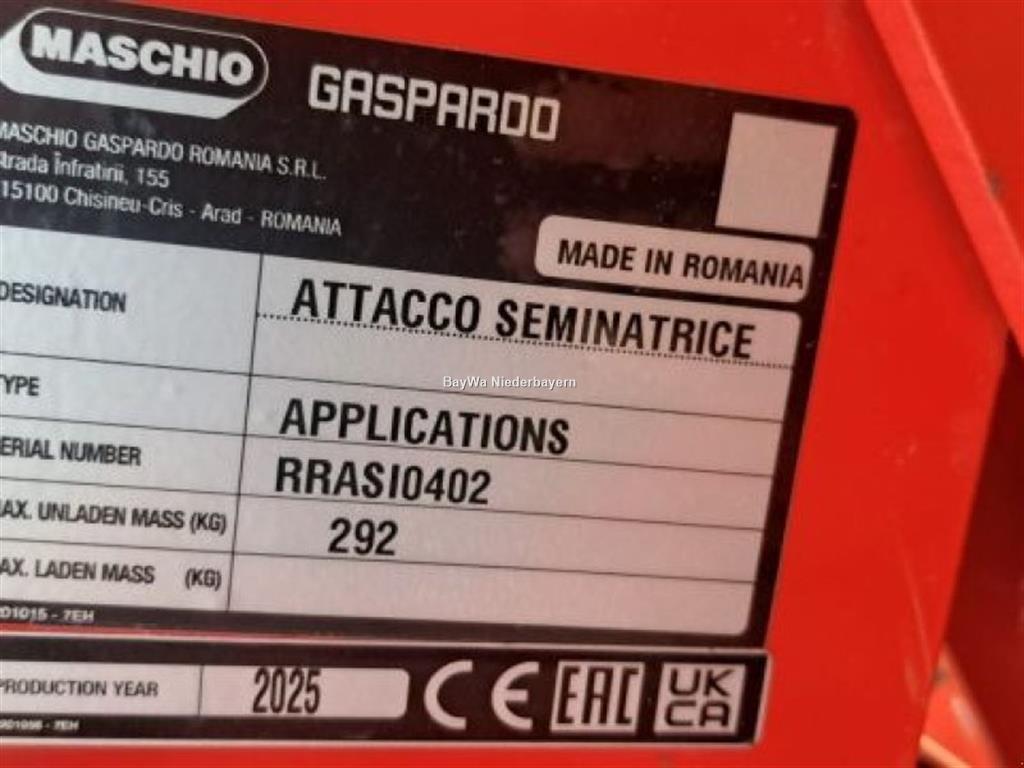 MASCHIO
GASPARDO
MASCHIO GASPARDO ROMANIA S.R.L.
Strada Înfratirii, 155
315100 Chisineu-Cris - Arad - ROMANIA
MADE IN ROMANIA
DESIGNATION
ATTACCO SEMINATRICE
BayWa Niederbayern
TYPE
APPLICATIONS
SERIAL NUMBER
RRASI0402
MAX. UNLADEN MASS (KG)
292
MAX. LADEN MASS (KG)
PRODUCTION YEAR
2025
CE
EAC
UK
CA